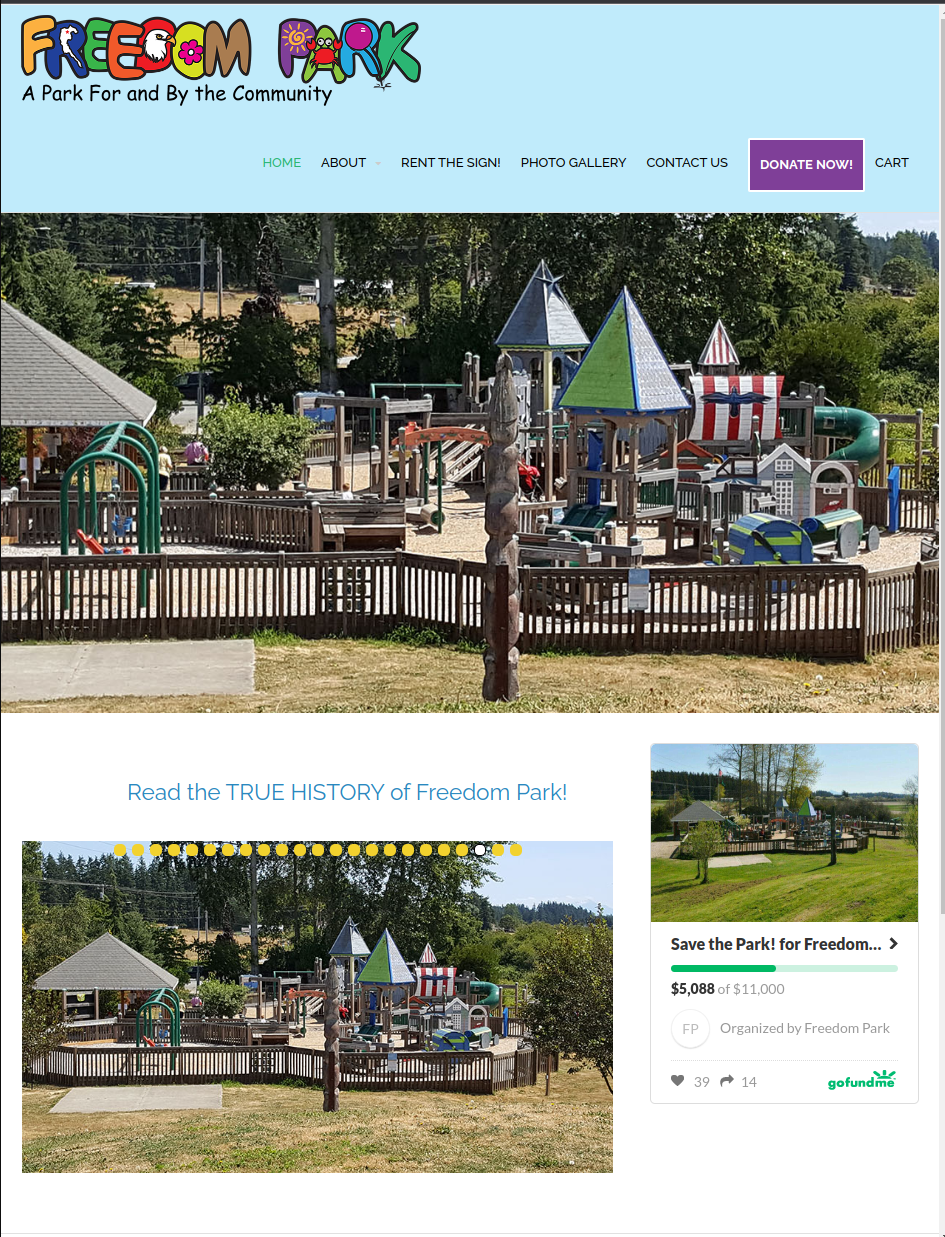 FREEDOM PARK
A Park For and By the Community
HOME ABOUT RENT THE SIGN! PHOTO GALLERY CONTACT US DONATE NOW! CART
Read the TRUE HISTORY of Freedom Park!
Save the Park! for Freedom...
$5,088 of $11,000
FP Organized by Freedom Park
39 14 gofundme